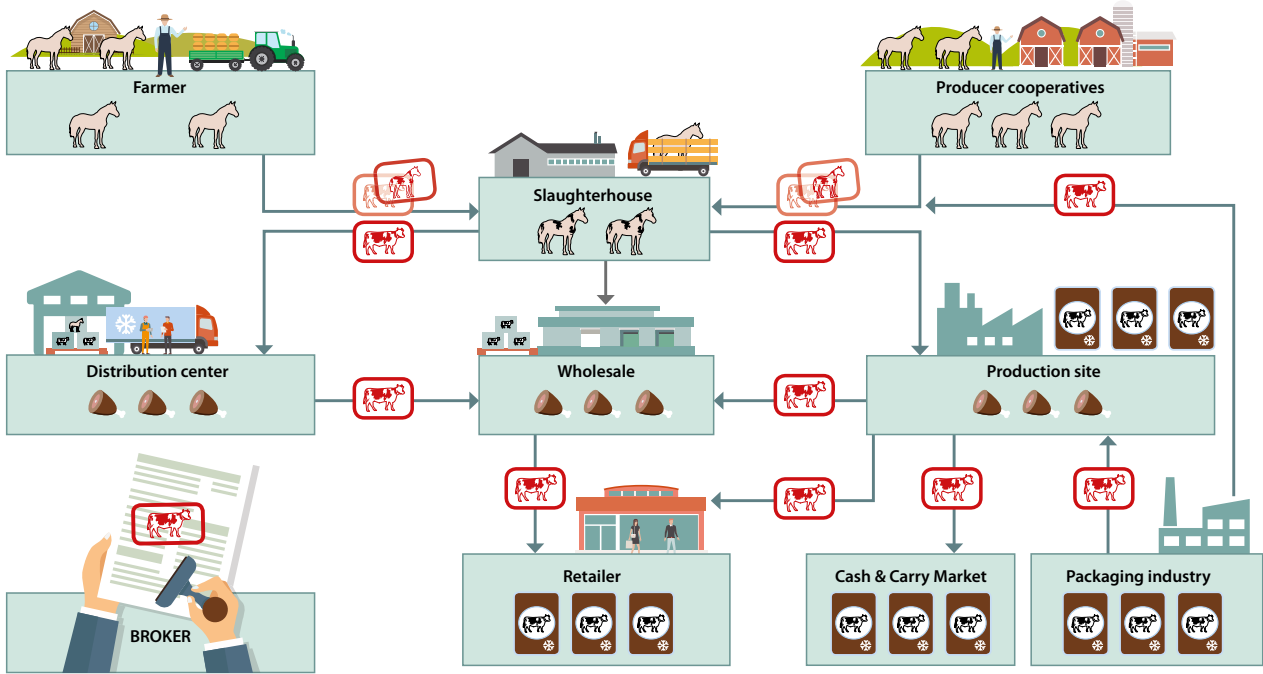 Farmer
Producer cooperatives
Slaughterhouse
Distribution center
Wholesale
Production site
Retailer
Cash & Carry Market
Packaging industry
BROKER